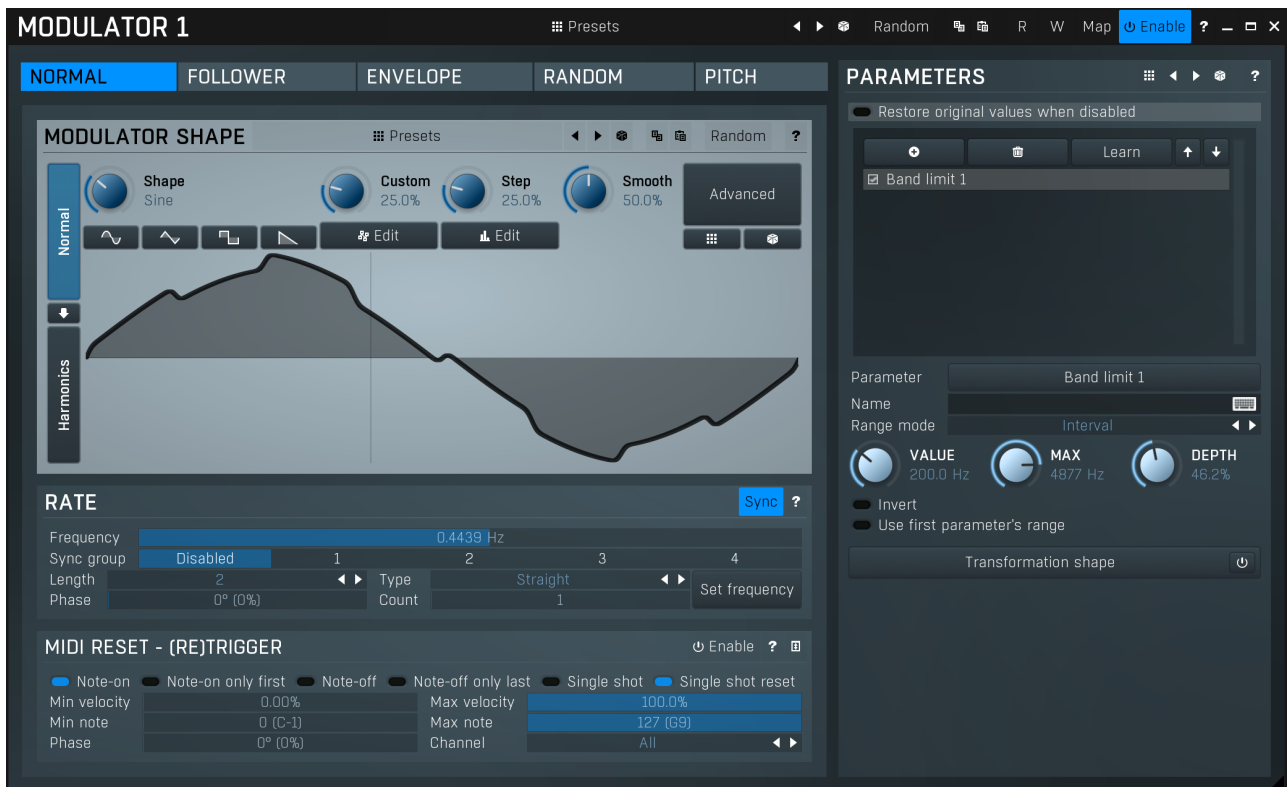 MODULATOR 1 Presets Random R W Map Enable ?
NORMAL FOLLOWER ENVELOPE RANDOM PITCH
MODULATOR SHAPE Presets Random ?
Normal
Harmonics
Shape Custom Step Smooth Advanced
Sine 25.0% 25.0% 50.0%
Edit Edit
RATE Sync ?
Frequency 0.4439 Hz
Sync group Disabled 1 2 3 4
Length 2 Type Straight Set frequency
Phase 0° (0%) Count 1
MIDI RESET - (RE)TRIGGER Enable ?
Note-on Note-on only first Note-off Note-off only last Single shot Single shot reset
Min velocity 0.00% Max velocity 100.0%
Min note 0 (C-1) Max note 127 (G9)
Phase 0° (0%) Channel All
PARAMETERS ?
Restore original values when disabled
Learn
Band limit 1
Parameter Band limit 1
Name
Range mode Interval
VALUE MAX DEPTH
200.0 Hz 4877 Hz 46.2%
Invert
Use first parameter's range
Transformation shape